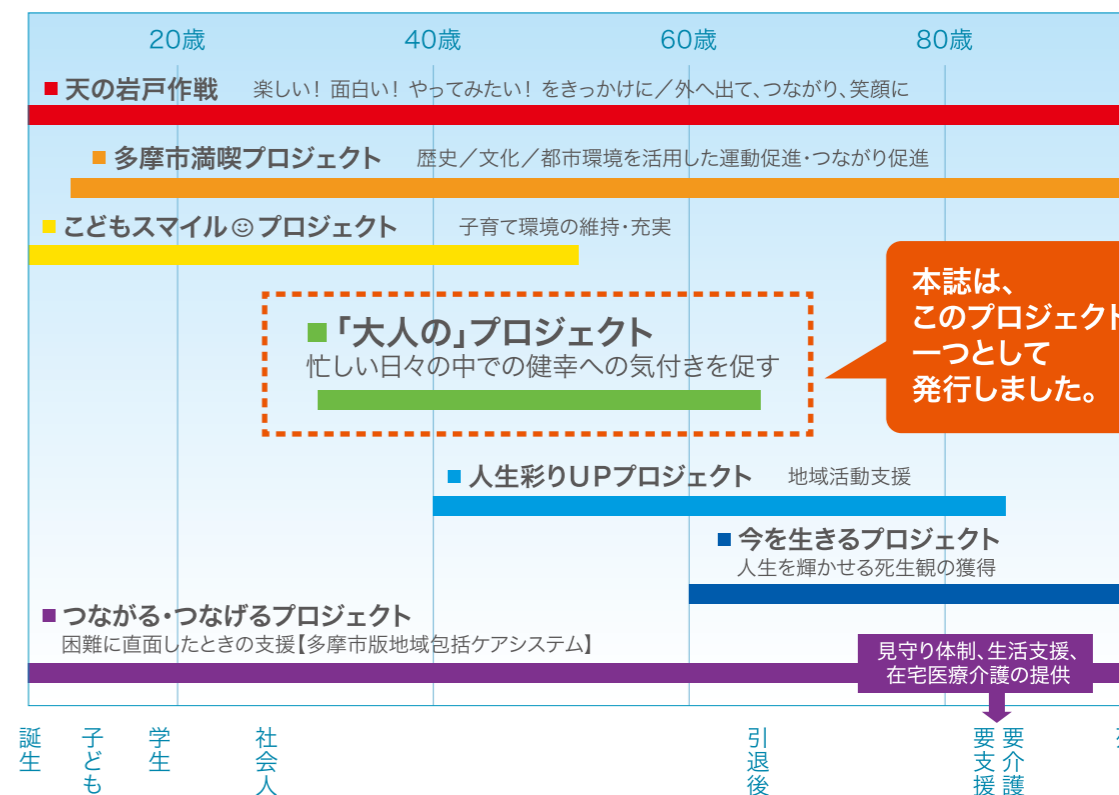 20歳 40歳 60歳 80歳
■ 天の岩戸作戦 楽しい！面白い！やってみたい！をきっかけに／外へ出て、つながり、笑顔に
■ 多摩市満喫プロジェクト 歴史／文化／都市環境を活用した運動促進・つながり促進
■ こどもスマイル☺プロジェクト 子育て環境の維持・充実
■「大人の」プロジェクト
忙しい日々の中での健幸への気付きを促す
本誌は、
このプロジェクト
一つとして
発行しました。
■ 人生彩りUPプロジェクト 地域活動支援
■ 今を生きるプロジェクト
人生を輝かせる死生観の獲得
■ つながる・つなげるプロジェクト
困難に直面したときの支援【多摩市版地域包括ケアシステム】
見守り体制、生活支援、
在宅医療介護の提供
誕生
子ども
学生
社会人
引退後
要支援
要介護